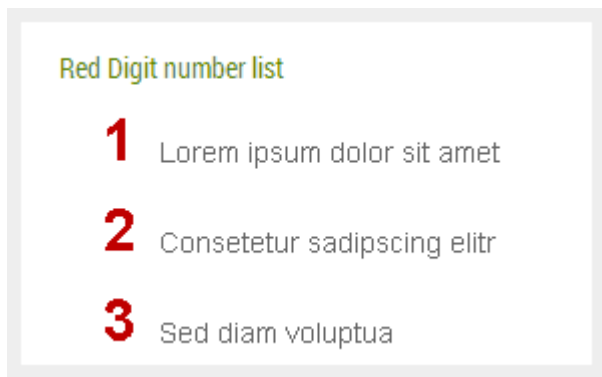 Red Digit number list
1 Lorem ipsum dolor sit amet
2 Consetetur sadipscing elitr
3 Sed diam voluptua